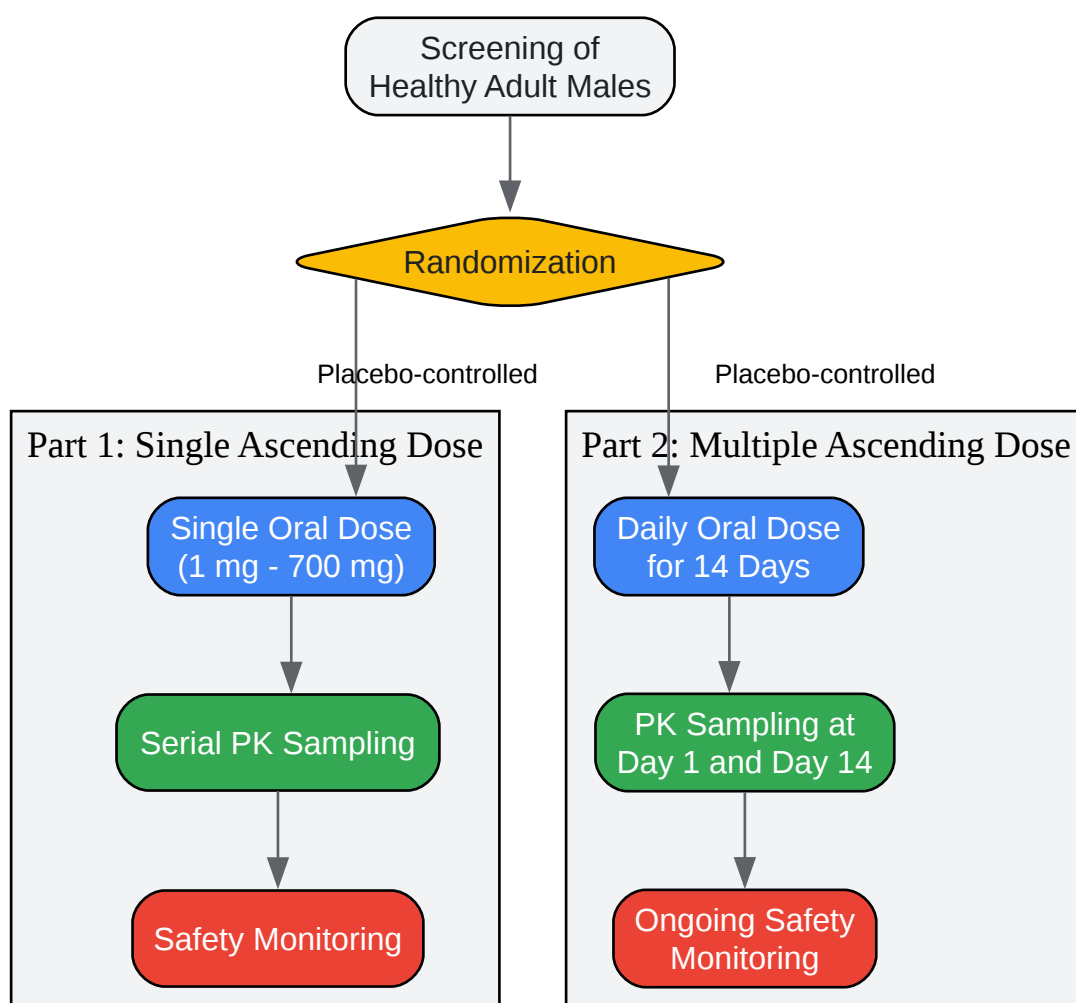 Screening of
Healthy Adult Males
Randomization
Placebo-controlled
Placebo-controlled
Part 1: Single Ascending Dose
Single Oral Dose
(1 mg - 700 mg)
Serial PK Sampling
Safety Monitoring
Part 2: Multiple Ascending Dose
Daily Oral Dose
for 14 Days
PK Sampling at
Day 1 and Day 14
Ongoing Safety
Monitoring